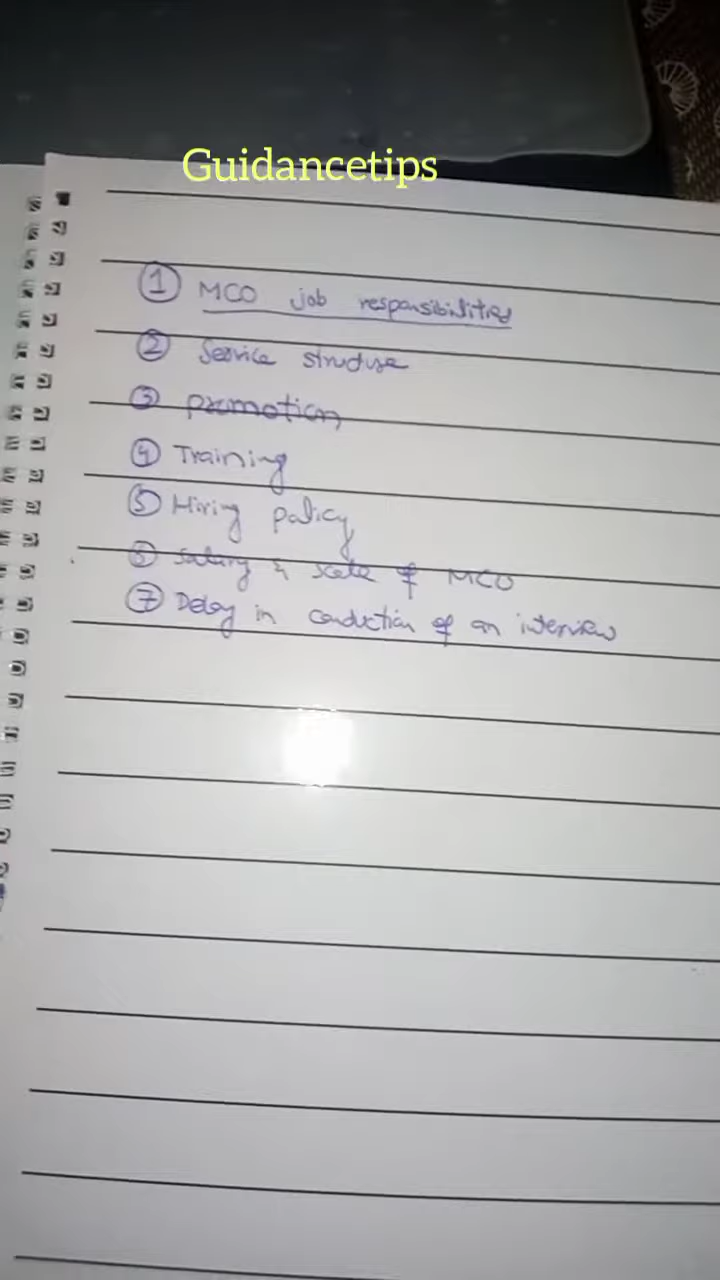 Guidancetips
① MCO job responsibilities
② Service structure
③ promotion
④ Training
⑤ Hiring policy
⑥ Salary & scale of MCO
⑦ Delay in conduction of an interview